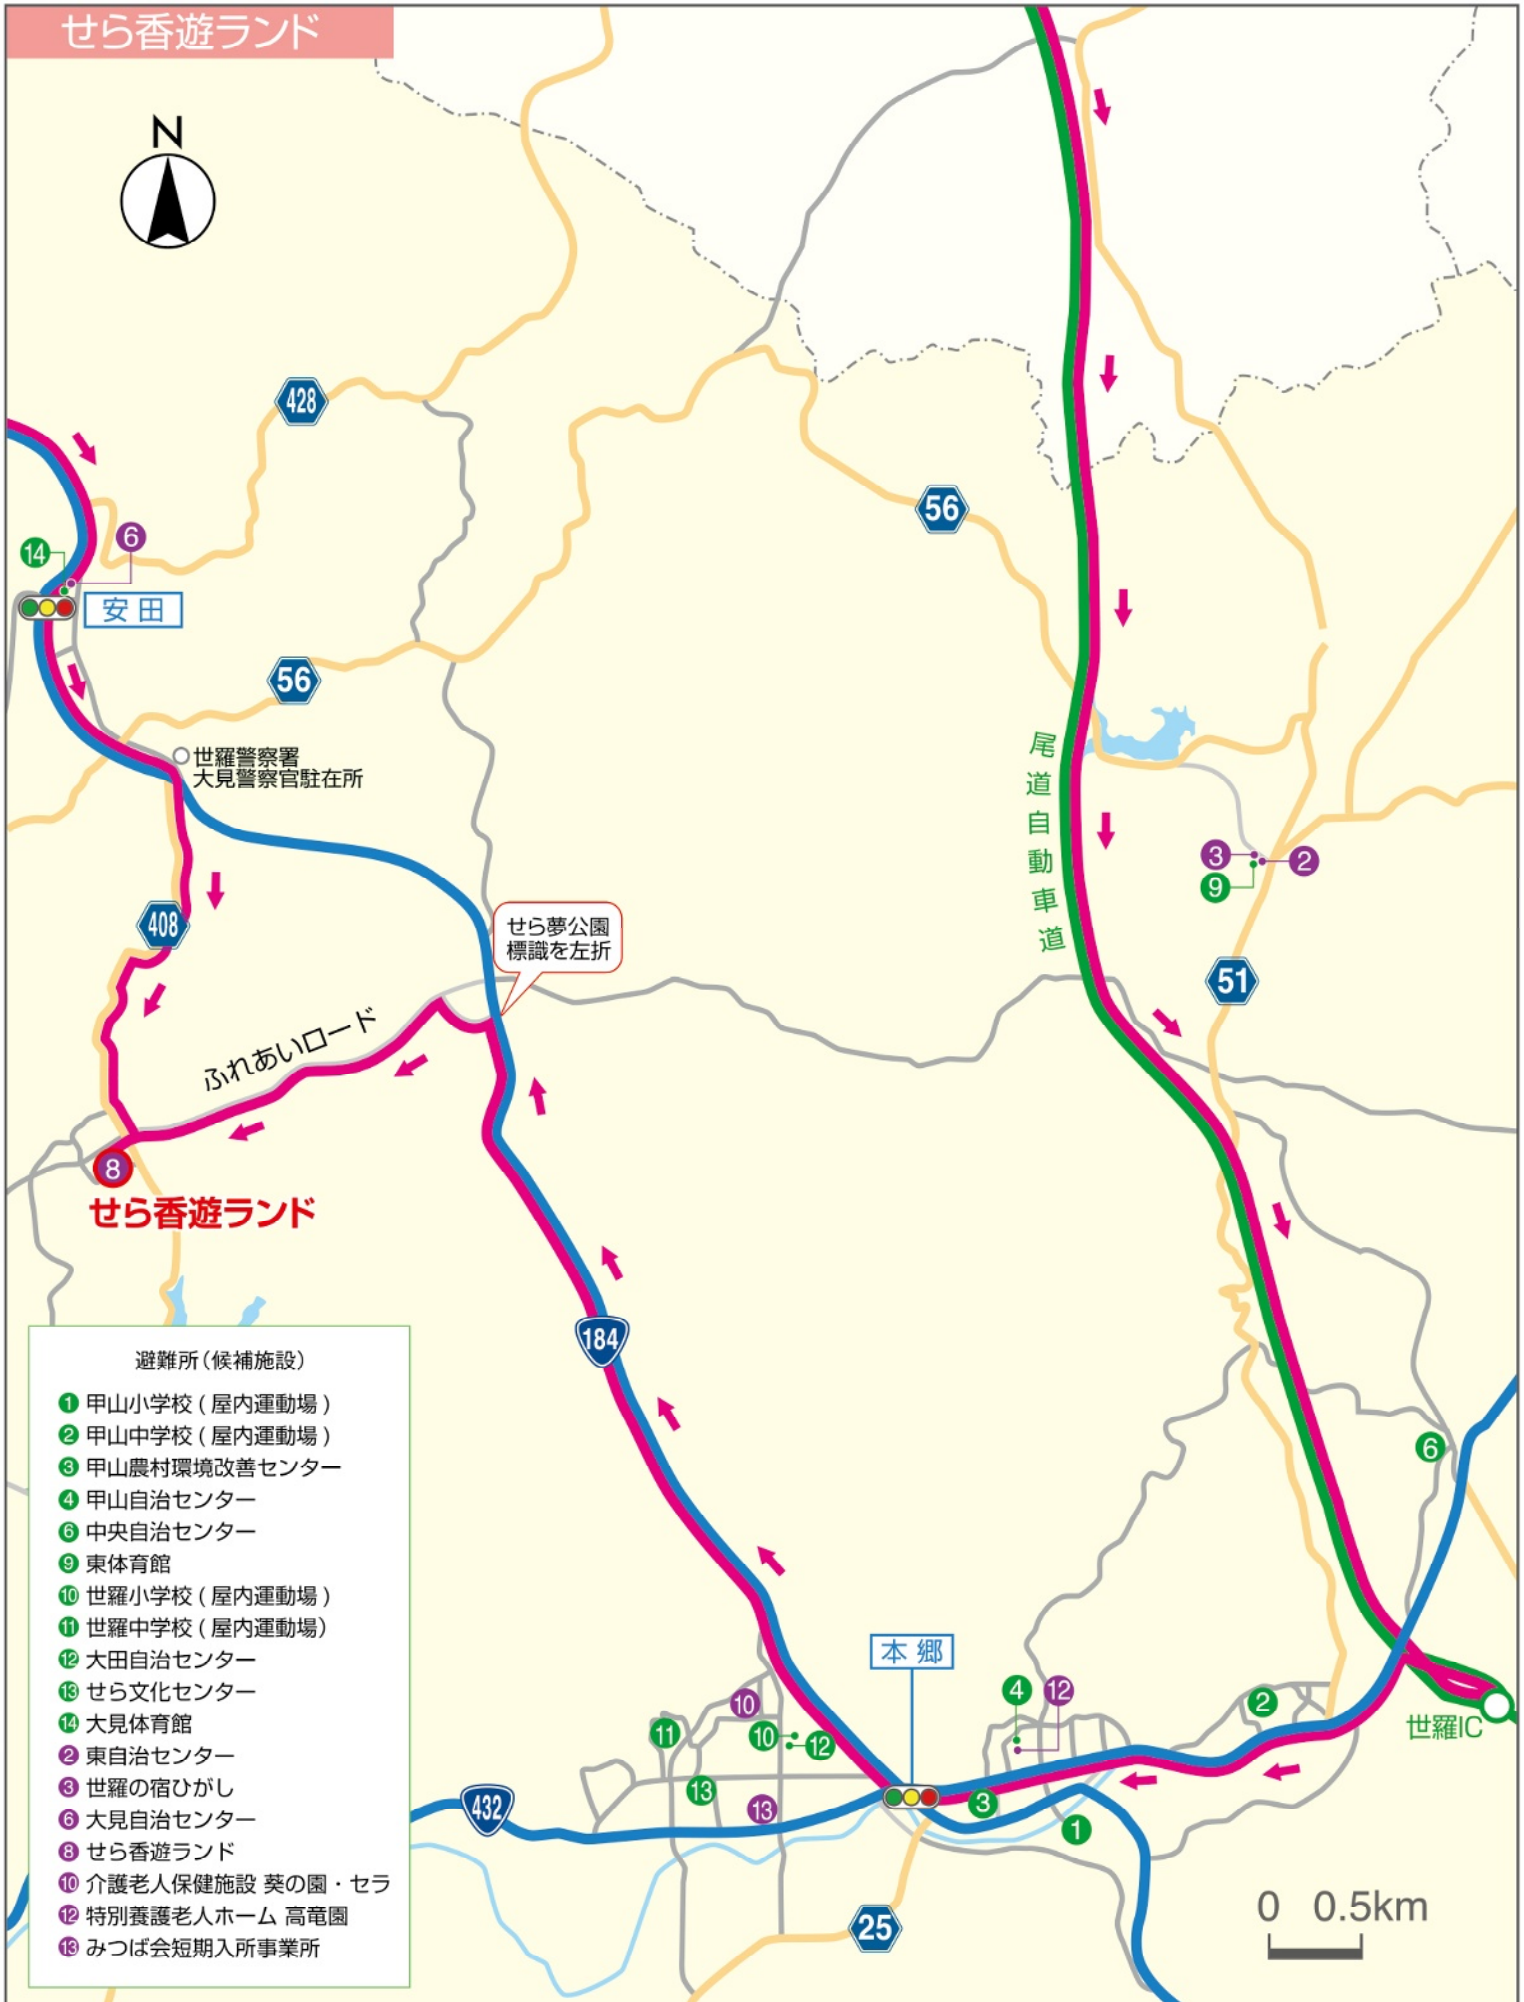 せら香遊ランド
N
428
56
14
6
安田
56
世羅警察署
大見警察官駐在所
尾道自動車道
3
2
9
408
せら夢公園
標識を左折
51
ふれあいロード
8
せら香遊ランド
184
6
本郷
4
12
2
10
11
10
12
世羅IC
13
13
432
3
1
25
0 0.5km
避難所(候補施設)
1 甲山小学校(屋内運動場)
2 甲山中学校(屋内運動場)
3 甲山農村環境改善センター
4 甲山自治センター
6 中央自治センター
9 東体育館
10 世羅小学校(屋内運動場)
11 世羅中学校(屋内運動場)
12 大田自治センター
13 せら文化センター
14 大見体育館
2 東自治センター
3 世羅の宿ひがし
6 大見自治センター
8 せら香遊ランド
10 介護老人保健施設 葵の園・セラ
12 特別養護老人ホーム 高竜園
13 みつば会短期入所事業所